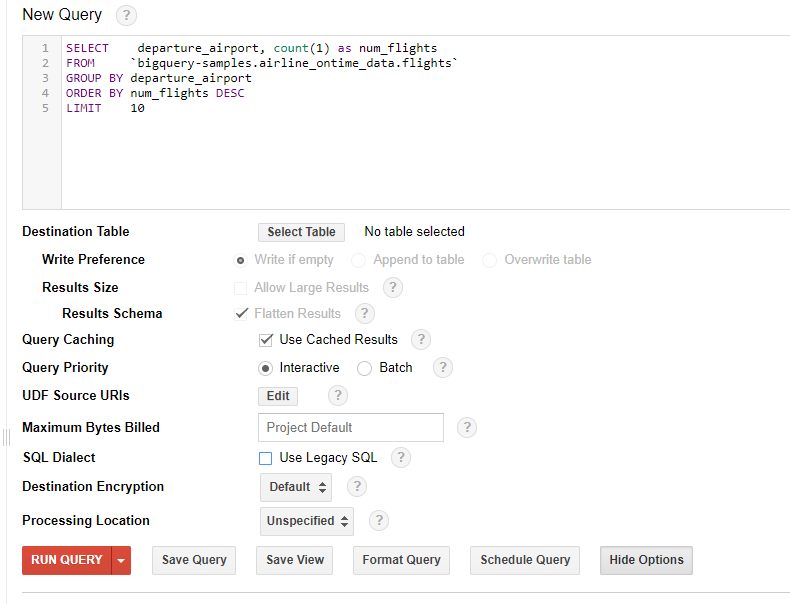 New Query ?
1 SELECT departure_airport, count(1) as num_flights
2 FROM `bigquery-samples.airline_ontime_data.flights`
3 GROUP BY departure_airport
4 ORDER BY num_flights DESC
5 LIMIT 10
Destination Table Select Table No table selected
Write Preference Write if empty Append to table Overwrite table
Results Size Allow Large Results ?
Results Schema Flatten Results ?
Query Caching Use Cached Results ?
Query Priority Interactive Batch ?
UDF Source URIs Edit ?
Maximum Bytes Billed Project Default ?
SQL Dialect Use Legacy SQL ?
Destination Encryption Default ?
Processing Location Unspecified ?
RUN QUERY Save Query Save View Format Query Schedule Query Hide Options